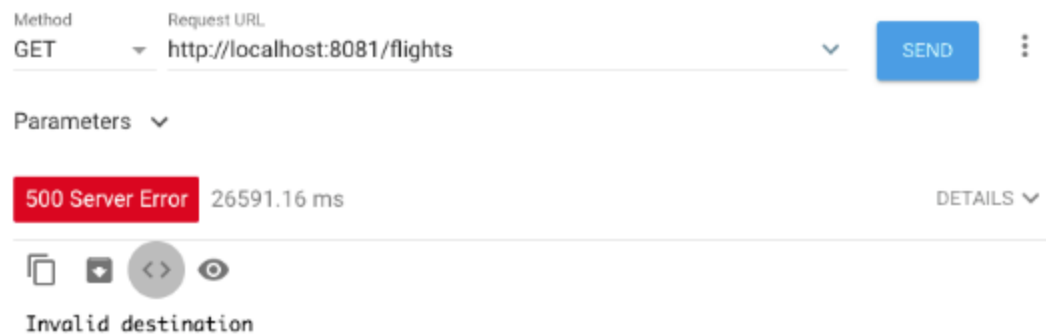 Method Request URL
GET http://localhost:8081/flights SEND
Parameters
500 Server Error 26591.16 ms DETAILS
Invalid destination